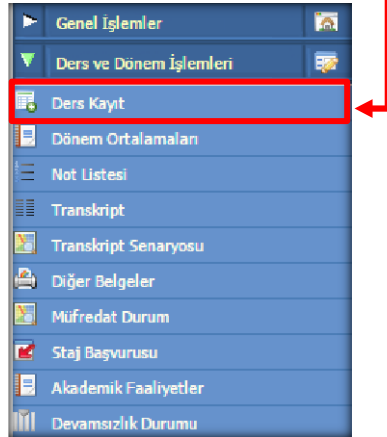 Genel İşlemler
Ders ve Dönem İşlemleri
Ders Kayıt
Dönem Ortalamaları
Not Listesi
Transkript
Transkript Senaryosu
Diğer Belgeler
Müfredat Durum
Staj Başvurusu
Akademik Faaliyetler
Devamsızlık Durumu